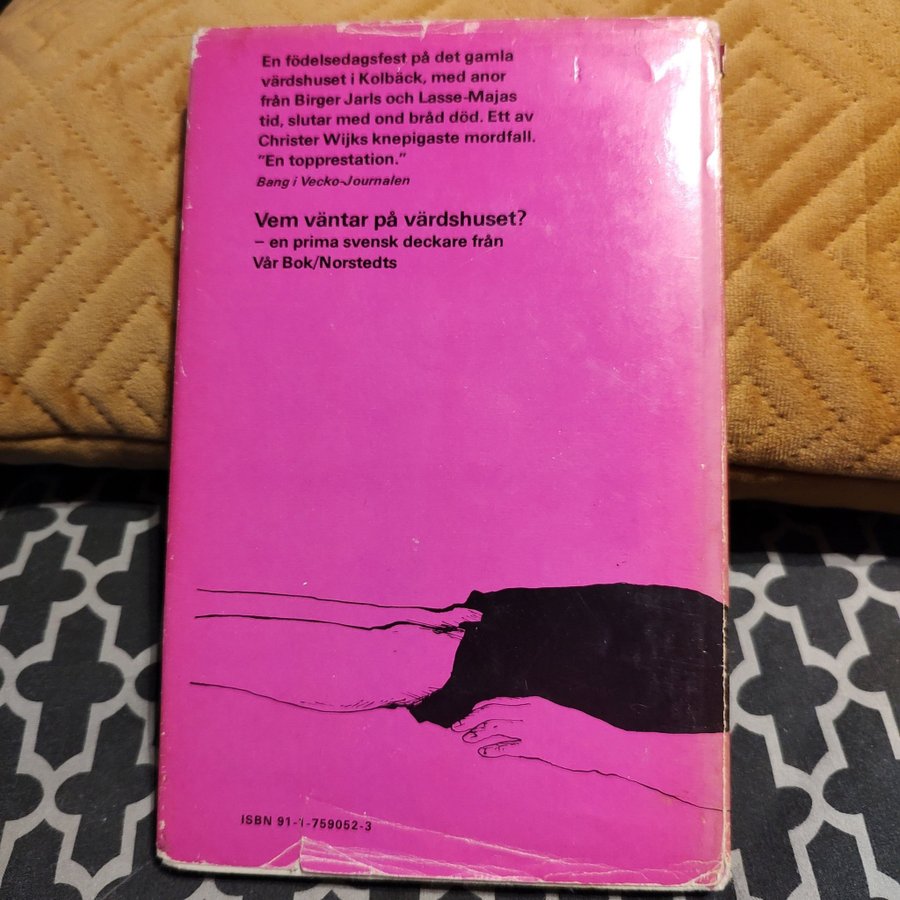 En födelsedagsfest på det gamla
värdshuset i Kolbäck, med anor
från Birger Jarls och Lasse-Majas
tid, slutar med ond bråd död. Ett av
Christer Wijks knepigaste mordfall.
"En topprestation."
Bang i Vecko-Journalen
Vem väntar på värdshuset?
– en prima svensk deckare från
Vår Bok/Norstedts
ISBN 91-1-759052-3